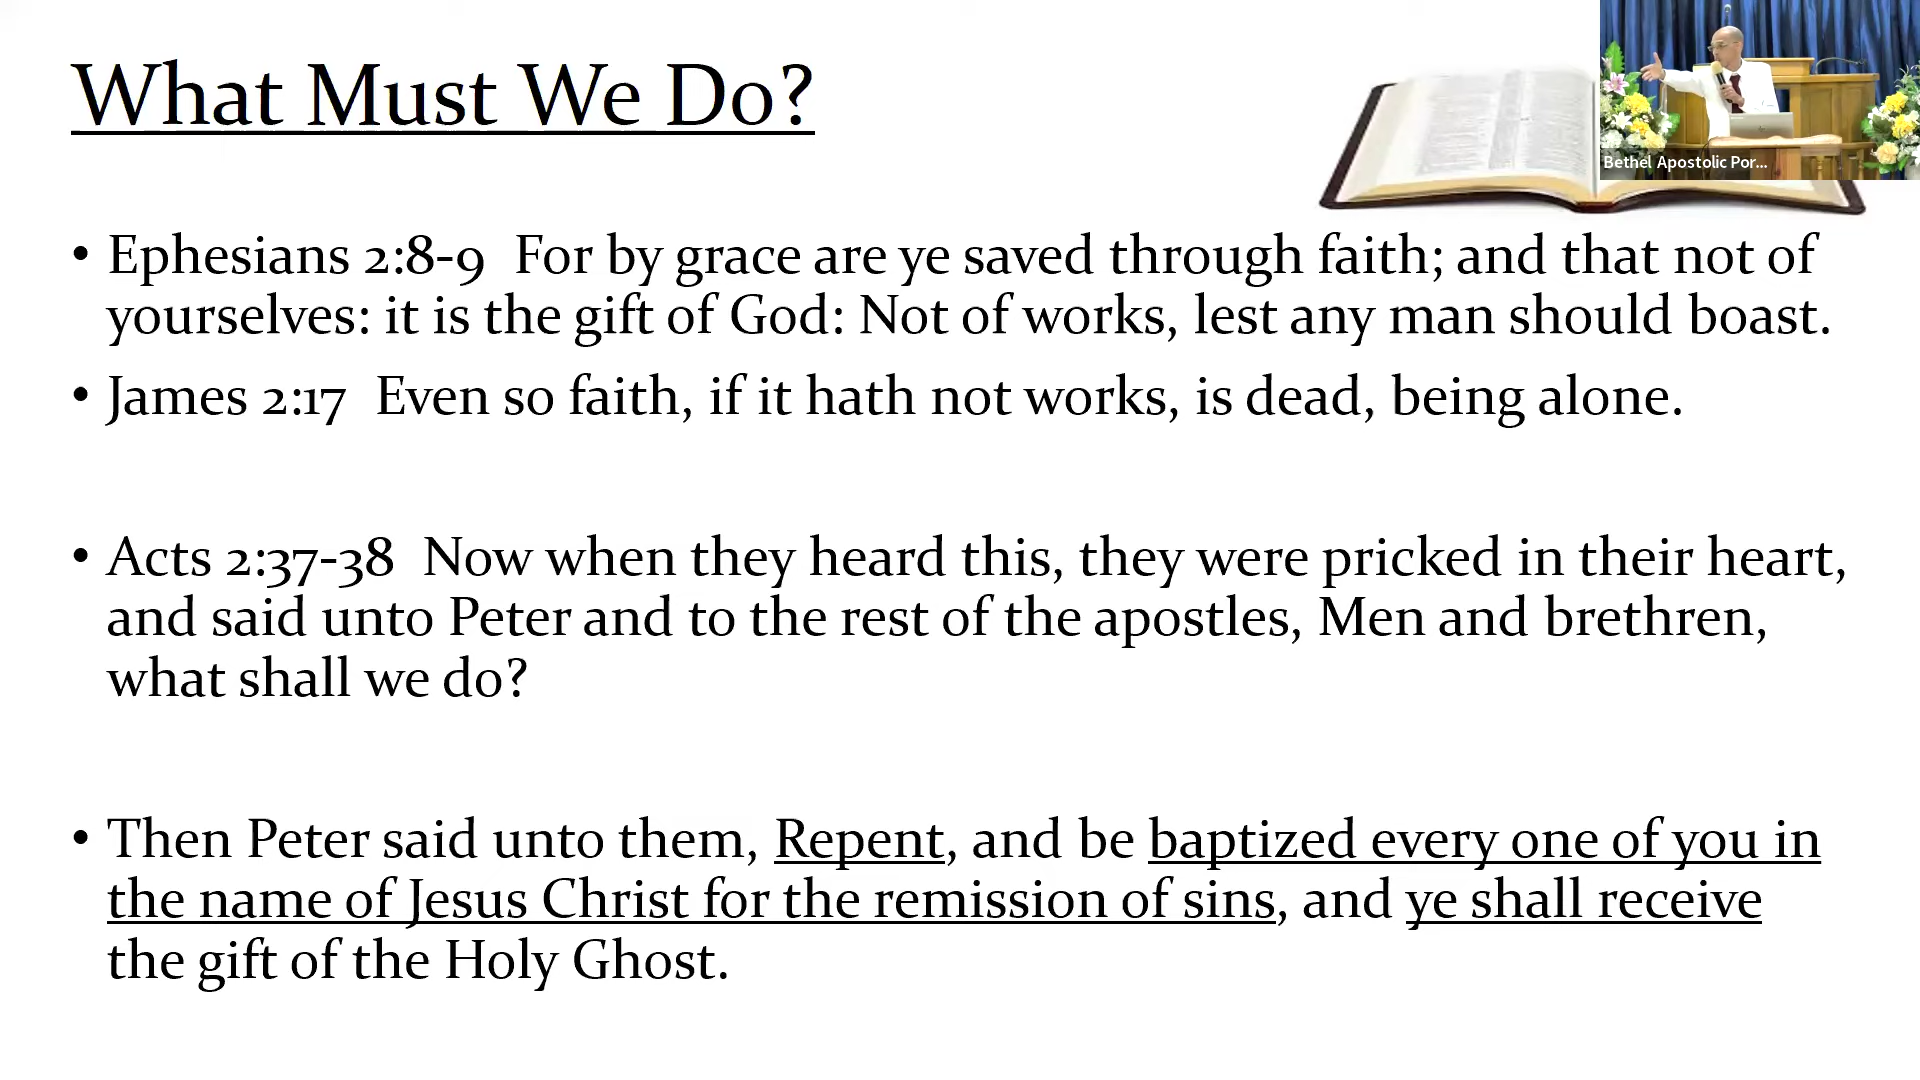 What Must We Do?
Bethel Apostolic Por...
• Ephesians 2:8-9  For by grace are ye saved through faith; and that not of
yourselves: it is the gift of God: Not of works, lest any man should boast.
• James 2:17  Even so faith, if it hath not works, is dead, being alone.
• Acts 2:37-38  Now when they heard this, they were pricked in their heart,
and said unto Peter and to the rest of the apostles, Men and brethren,
what shall we do?
• Then Peter said unto them, Repent, and be baptized every one of you in
the name of Jesus Christ for the remission of sins, and ye shall receive
the gift of the Holy Ghost.